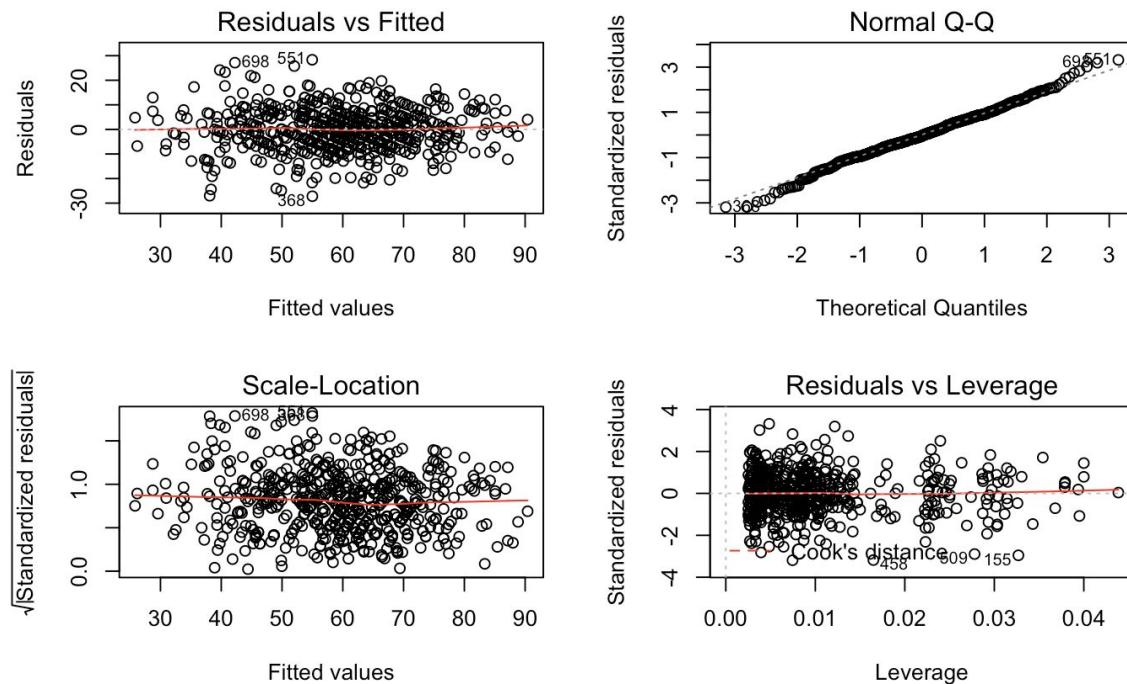 Residuals vs Fitted
Residuals
20
0
-30
698
551
368
30 40 50 60 70 80 90
Fitted values
Normal Q-Q
Standardized residuals
3
1
-1
-3
551
-3 -2 -1 0 1 2 3
Theoretical Quantiles
Scale-Location
√|Standardized residuals|
1.0
0.0
698
30 40 50 60 70 80 90
Fitted values
Residuals vs Leverage
Standardized residuals
4
2
0
-2
-4
Cook's distance
458
509
155
0.00 0.01 0.02 0.03 0.04
Leverage